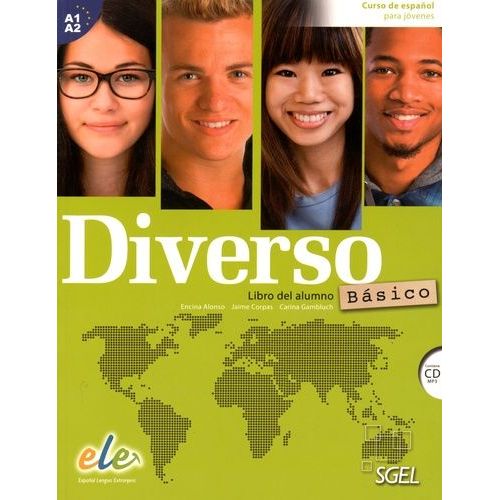 A1
A2
Curso de español
para jóvenes
Diverso
Libro del alumno
Básico
Encina Alonso Jaime Corpas Carina Gambluch
Contiene
CD
MP3
ele
Español Lengua Extranjera
SGEL